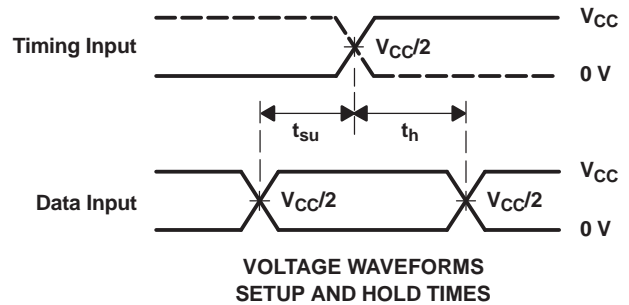 V_CC
Timing Input
V_CC/2
0 V
t_su
t_h
V_CC
Data Input
V_CC/2
V_CC/2
0 V
VOLTAGE WAVEFORMS
SETUP AND HOLD TIMES